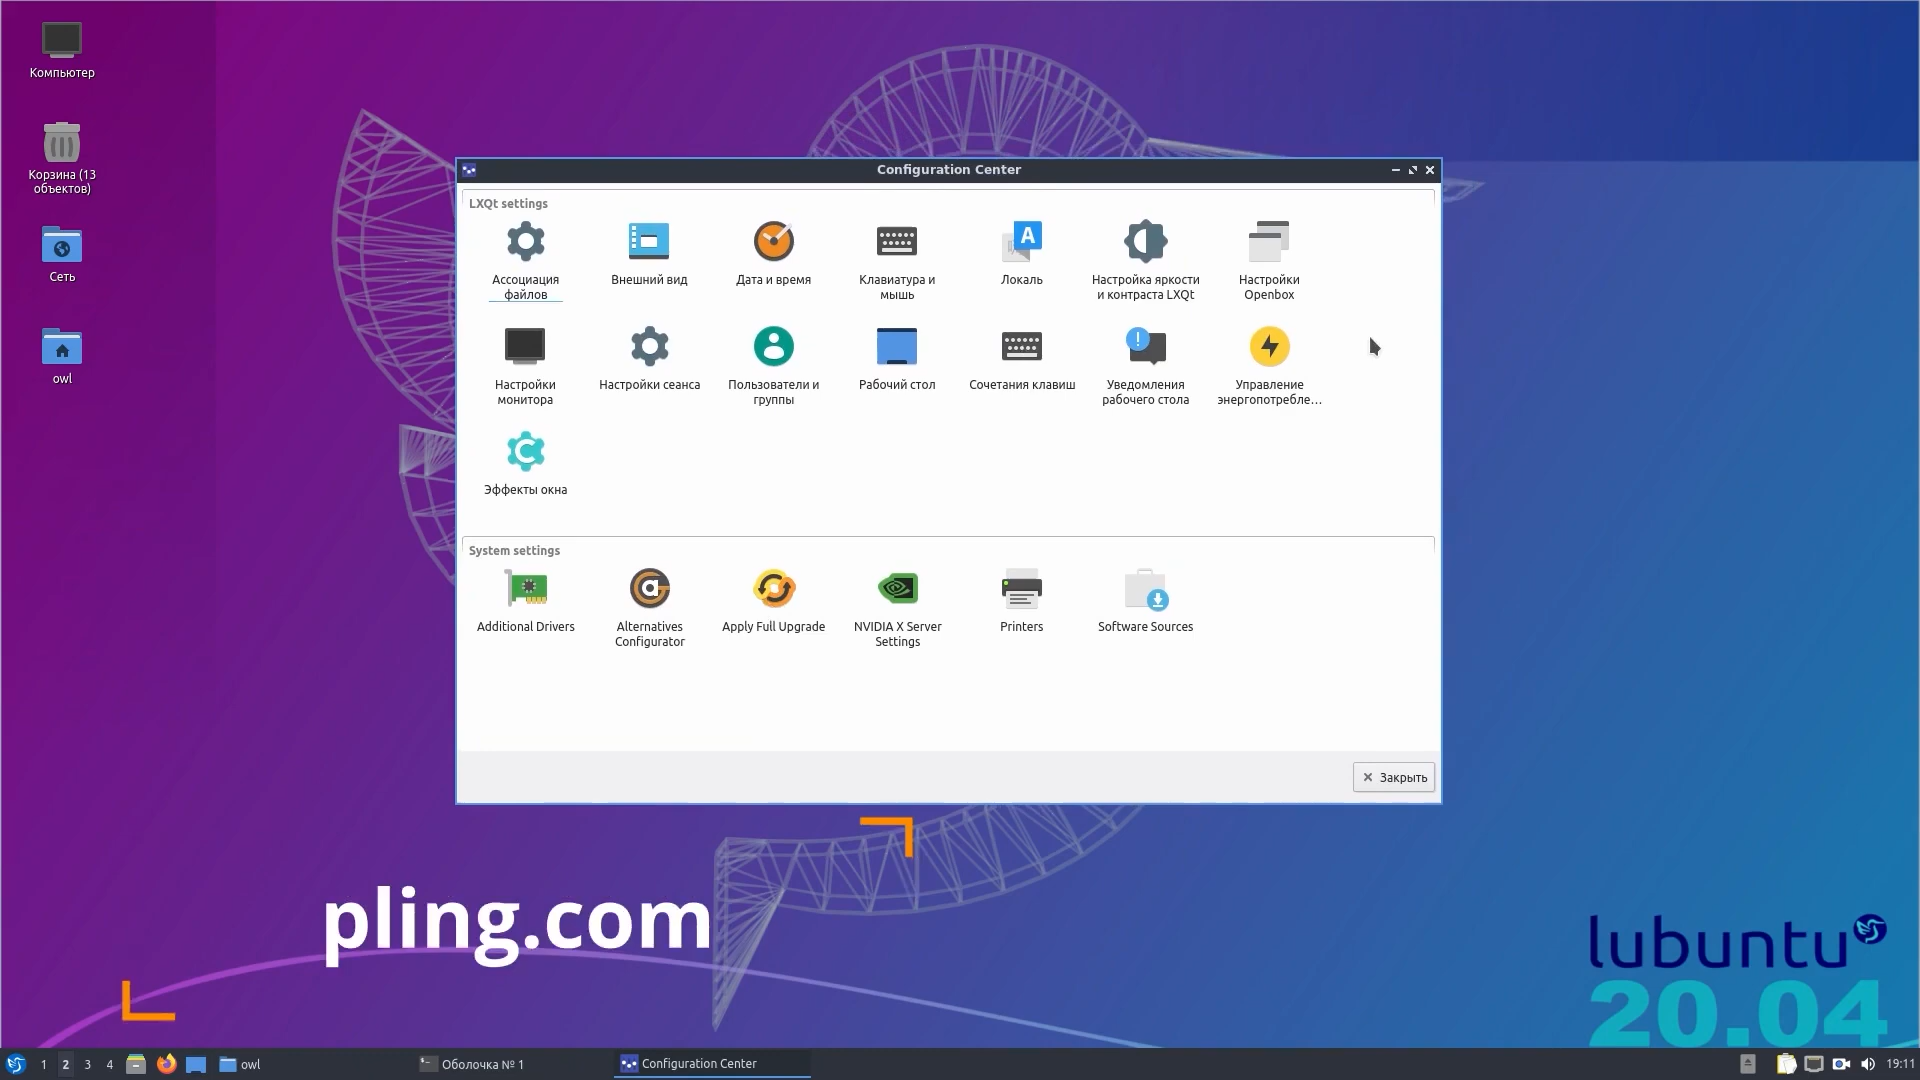 Компьютер
Корзина (13
объектов)
Сеть
owl
Configuration Center
LXQt settings
Ассоциация
файлов
Внешний вид
Дата и время
Клавиатура и
мышь
Локаль
Настройка яркости
и контраста LXQt
Настройки
Openbox
Настройки
монитора
Настройки сеанса
Пользователи и
группы
Рабочий стол
Сочетания клавиш
Уведомления
рабочего стола
Управление
энергопотребле...
Эффекты окна
System settings
Additional Drivers
Alternatives
Configurator
Apply Full Upgrade
NVIDIA X Server
Settings
Printers
Software Sources
Закрыть
pling.com
lubuntu
20.04
1 2 3 4
owl
Оболочка № 1
Configuration Center
19:11